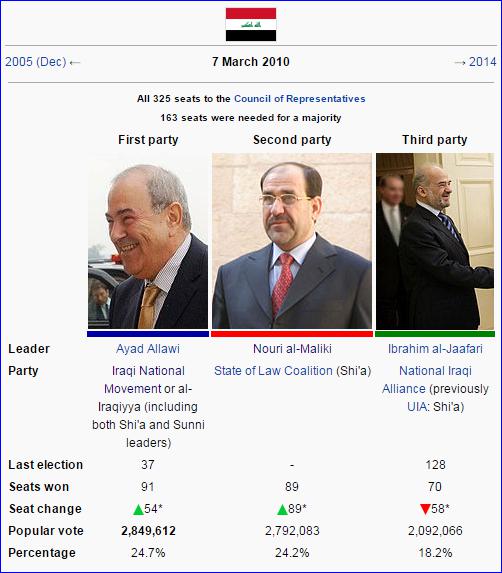 2005 (Dec) ← 7 March 2010 → 2014
All 325 seats to the Council of Representatives
163 seats were needed for a majority
First party Second party Third party
Leader Ayad Allawi Nouri al-Maliki Ibrahim al-Jaafari
Party Iraqi National Movement or al-Iraqiyya (including both Shi'a and Sunni leaders) State of Law Coalition (Shi'a) National Iraqi Alliance (previously UIA: Shi'a)
Last election 37 - 128
Seats won 91 89 70
Seat change ▲54* ▲89* ▼58*
Popular vote 2,849,612 2,792,083 2,092,066
Percentage 24.7% 24.2% 18.2%